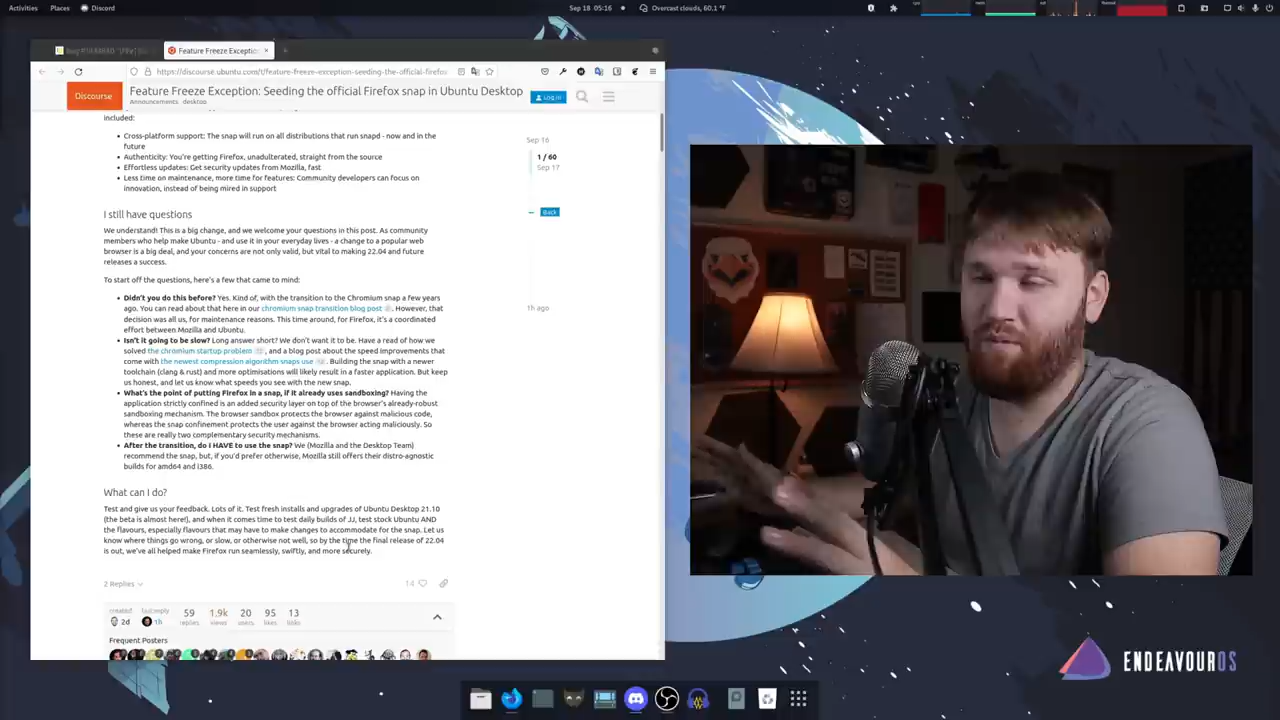 Activities Places Discord
Sep 18 05:16
Overcast clouds, 60.1 °F
Feature Freeze Exceptio
https://discourse.ubuntu.com/t/feature-freeze-exception-seeding-the-official-firefox
Discourse
Feature Freeze Exception: Seeding the official Firefox snap in Ubuntu Desktop
Announcements desktop
Log In
included:
Cross-platform support: The snap will run on all distributions that run snapd - now and in the
future
Authenticity: You're getting Firefox, unadulterated, straight from the source
Effortless updates: Get security updates from Mozilla, fast
Less time on maintenance, more time for features: Community developers can focus on
innovation, instead of being mired in support
Sep 16
1 / 60
Sep 17
Back
1h ago
I still have questions
We understand! This is a big change, and we welcome your questions in this post. As community
members who help make Ubuntu - and use it in your everyday lives - a change to a popular web
browser is a big deal, and your concerns are not only valid, but vital to making 22.04 and future
releases a success.
To start off the questions, here's a few that came to mind:
Didn't you do this before? Yes. Kind of, with the transition to the Chromium snap a few years
ago. You can read about that here in our chromium snap transition blog post . However, that
decision was all us, for maintenance reasons. This time around, for Firefox, it's a coordinated
effort between Mozilla and Ubuntu.
Isn't it going to be slow? Long answer short? We don't want it to be. Have a read of how we
solved the chromium startup problem , and a blog post about the speed improvements that
come with the newest compression algorithm snaps use . Building the snap with a newer
toolchain (clang & rust) and more optimisations will likely result in a faster application. But keep
us honest, and let us know what speeds you see with the new snap.
What's the point of putting Firefox in a snap, if it already uses sandboxing? Having the
application strictly confined is an added security layer on top of the browser's already-robust
sandboxing mechanism. The browser sandbox protects the browser against malicious code,
whereas the snap confinement protects the user against the browser acting maliciously. So
these are really two complementary security mechanisms.
After the transition, do I HAVE to use the snap? We (Mozilla and the Desktop Team)
recommend the snap, but, if you'd prefer otherwise, Mozilla still offers their distro-agnostic
builds for amd64 and i386.
What can I do?
Test and give us your feedback. Lots of it. Test fresh installs and upgrades of Ubuntu Desktop 21.10
(the beta is almost here!), and when it comes time to test daily builds of JJ, test stock Ubuntu AND
the flavours, especially flavours that may have to make changes to accommodate for the snap. Let us
know where things go wrong, or slow, or otherwise not well, so by the time the final release of 22.04
is out, we've all helped make Firefox run seamlessly, swiftly, and more securely.
2 Replies
14
created last reply 59 1.9k 20 95 13
2d 1h replies views users likes links
Frequent Posters
ENDEAVOUROS